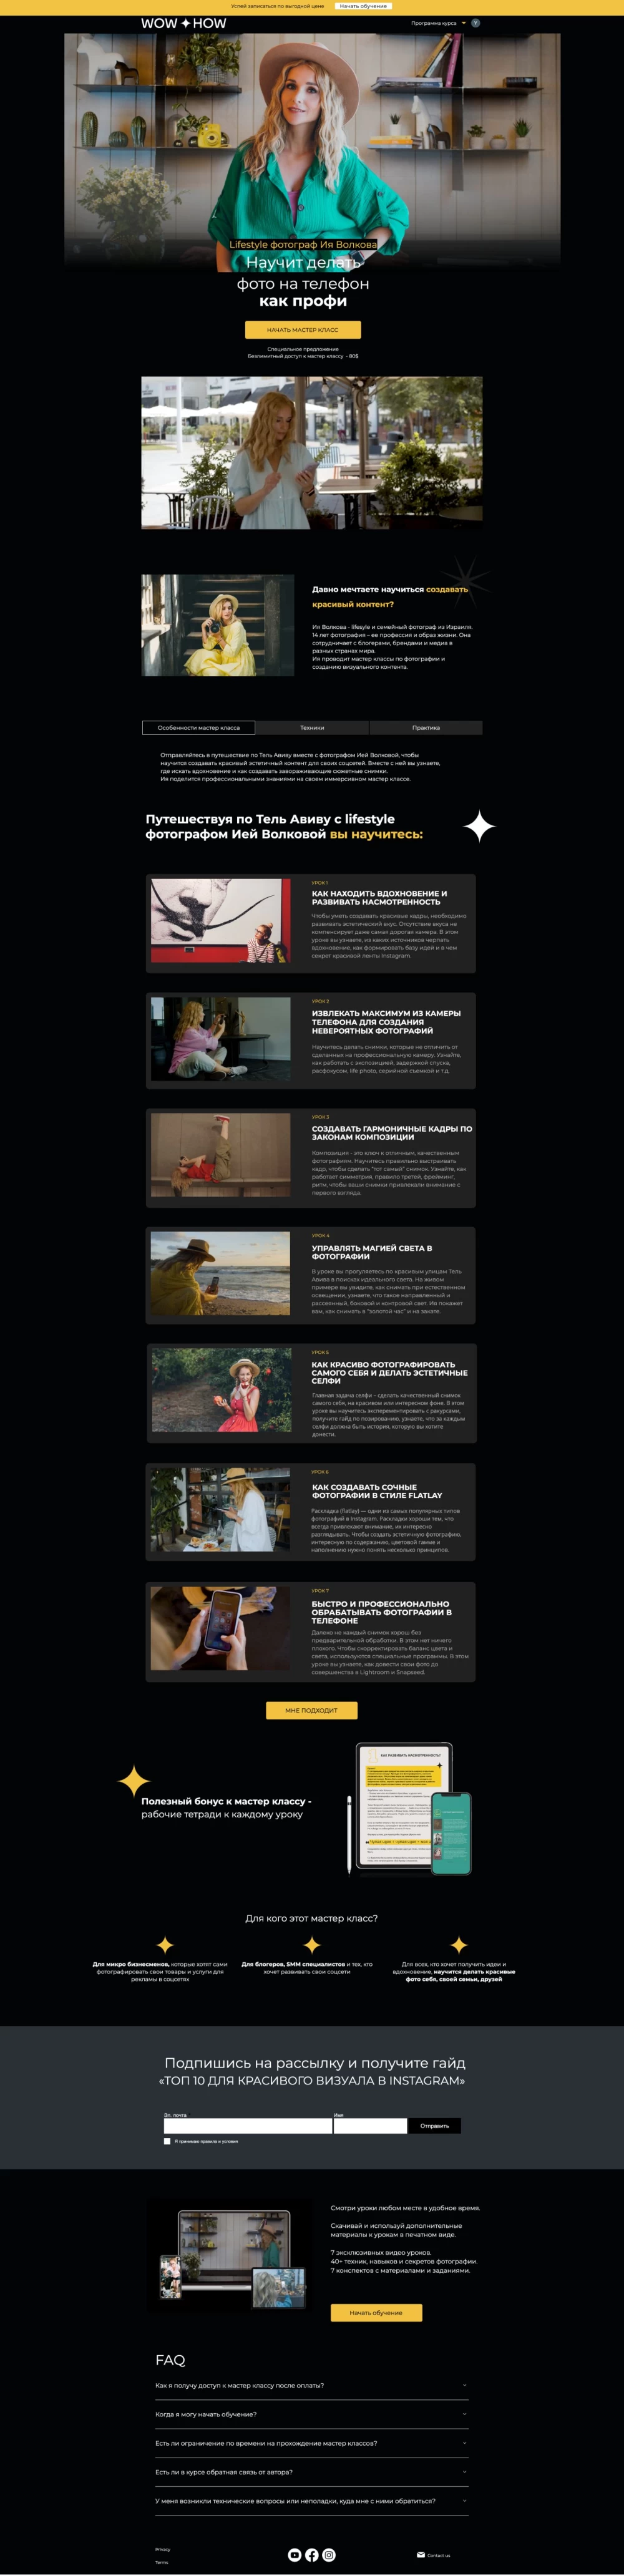 Успей записаться по выгодной цене
Начать обучение
WOW HOW
Программа курса
Lifestyle фотограф Ия Волкова
Научит делать
фото на телефон
как профи
НАЧАТЬ МАСТЕР КЛАСС
Специальное предложение
Безлимитный доступ к мастер классу - 80$
Давно мечтаете научиться создавать
красивый контент?
Ия Волкова - lifesyle и семейный фотограф из Израиля.
14 лет фотография – ее профессия и образ жизни. Она
сотрудничает с блогерами, брендами и медиа в
разных странах мира.
Ия проводит мастер классы по фотографии и
созданию визуального контента.
Особенности мастер класса
Техники
Практика
Отправляйтесь в путешествие по Тель Авиву вместе с фотографом Ией Волковой, чтобы
научится создавать красивый эстетичный контент для своих соцсетей. Вместе с ней вы узнаете,
где искать вдохновение и как создавать завораживающие сюжетные снимки.
Ия поделится профессиональными знаниями на своем иммерсивном мастер классе.
Путешествуя по Тель Авиву с lifestyle
фотографом Ией Волковой вы научитесь:
УРОК 1
КАК НАХОДИТЬ ВДОХНОВЕНИЕ И
РАЗВИВАТЬ НАСМОТРЕННОСТЬ
Чтобы уметь создавать красивые кадры, необходимо
развивать эстетический вкус. Отсутствие вкуса не
компенсирует даже самая дорогая камера. В этом
уроке вы узнаете, из каких источников черпать
вдохновение, как формировать базу идей и в чем
секрет красивой ленты Instagram.
УРОК 2
ИЗВЛЕКАТЬ МАКСИМУМ ИЗ КАМЕРЫ
ТЕЛЕФОНА ДЛЯ СОЗДАНИЯ
НЕВЕРОЯТНЫХ ФОТОГРАФИЙ
Научитесь делать снимки, которые не отличить от
сделанных на профессиональную камеру. Узнайте,
как работать с экспозицией, задержкой спуска,
расфокусом, life photo, серийной съемкой и т.д.
УРОК 3
СОЗДАВАТЬ ГАРМОНИЧНЫЕ КАДРЫ ПО
ЗАКОНАМ КОМПОЗИЦИИ
Композиция - это ключ к отличным, качественным
фотографиям. Научитесь правильно выстраивать
кадр, чтобы сделать "тот самый" снимок. Узнайте, как
работает симметрия, правило третей, фрейминг,
ритм, чтобы ваши снимки привлекали внимание с
первого взгляда.
УРОК 4
УПРАВЛЯТЬ МАГИЕЙ СВЕТА В
ФОТОГРАФИИ
В уроке вы прогуляетесь по красивым улицам Тель
Авива в поисках идеального света. На живом
примере вы увидите, как снимать при естественном
освещении, узнаете, что такое направленный и
рассеянный, боковой и контровой свет. Ия покажет
вам, как снимать в "золотой час" и на закате.
УРОК 5
КАК КРАСИВО ФОТОГРАФИРОВАТЬ
САМОГО СЕБЯ И ДЕЛАТЬ ЭСТЕТИЧНЫЕ
СЕЛФИ
Главная задача селфи – сделать качественный снимок
самого себя, на красивом или интересном фоне. В этом
уроке вы научитесь экспериментировать с ракурсами,
получите гайд по позированию, узнаете, что за каждым
селфи должна быть история, которую вы хотите
донести.
УРОК 6
КАК СОЗДАВАТЬ СОЧНЫЕ
ФОТОГРАФИИ В СТИЛЕ FLATLAY
Раскладка (flatlay) — одни из самых популярных типов
фотографий в Instagram. Раскладки хороши тем, что
всегда привлекают внимание, их интересно
разглядывать. Чтобы создать эстетичную фотографию,
интересную по содержанию, цветовой гамме и
наполнению нужно понять несколько принципов.
УРОК 7
БЫСТРО И ПРОФЕССИОНАЛЬНО
ОБРАБАТЫВАТЬ ФОТОГРАФИИ В
ТЕЛЕФОНЕ
Далеко не каждый снимок хорош без
предварительной обработки. В этом нет ничего
плохого. Чтобы скорректировать баланс цвета и
света, используются специальные программы. В этом
уроке вы узнаете, как довести свои фото до
совершенства в Lightroom и Snapseed.
МНЕ ПОДХОДИТ
КАК РАЗВИВАТЬ НАСМОТРЕННОСТЬ?
Полезный бонус к мастер классу -
рабочие тетради к каждому уроку
Для кого этот мастер класс?
Для микро бизнесменов, которые хотят сами
фотографировать свои товары и услуги для
рекламы в соцсетях
Для блогеров, SMM специалистов и тех, кто
хочет развивать свои соцсети
Для всех, кто хочет получить идеи и
вдохновение, научится делать красивые
фото себя, своей семьи, друзей
Подпишись на рассылку и получите гайд
«ТОП 10 ДЛЯ КРАСИВОГО ВИЗУАЛА В INSTAGRAM»
Эл. почта
Имя
Отправить
Я принимаю правила и условия
Смотри уроки любом месте в удобное время.
Скачивай и используй дополнительные
материалы к урокам в печатном виде.
7 эксклюзивных видео уроков.
40+ техник, навыков и секретов фотографии.
7 конспектов с материалами и заданиями.
Начать обучение
FAQ
Как я получу доступ к мастер классу после оплаты?
Когда я могу начать обучение?
Есть ли ограничение по времени на прохождение мастер классов?
Есть ли в курсе обратная связь от автора?
У меня возникли технические вопросы или неполадки, куда мне с ними обратиться?
Privacy
Terms
Contact us